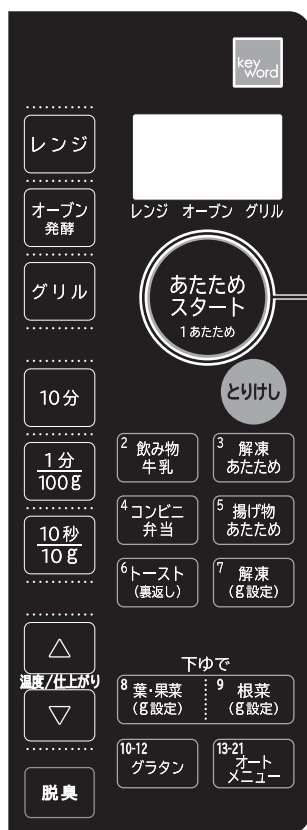 key
word
レンジ
オーブン
発酵
グリル
10分
1分
100g
10秒
10g
△
温度/仕上がり
▽
脱臭
レンジ オーブン グリル
あたため
スタート
1あたため
とりけし
2 飲み物
牛乳
3 解凍
あたため
4 コンビニ
弁当
5 揚げ物
あたため
6 トースト
(裏返し)
7 解凍
(g設定)
下ゆで
8 葉・果菜
(g設定)
9 根菜
(g設定)
10-12
グラタン
13-21
オート
メニュー